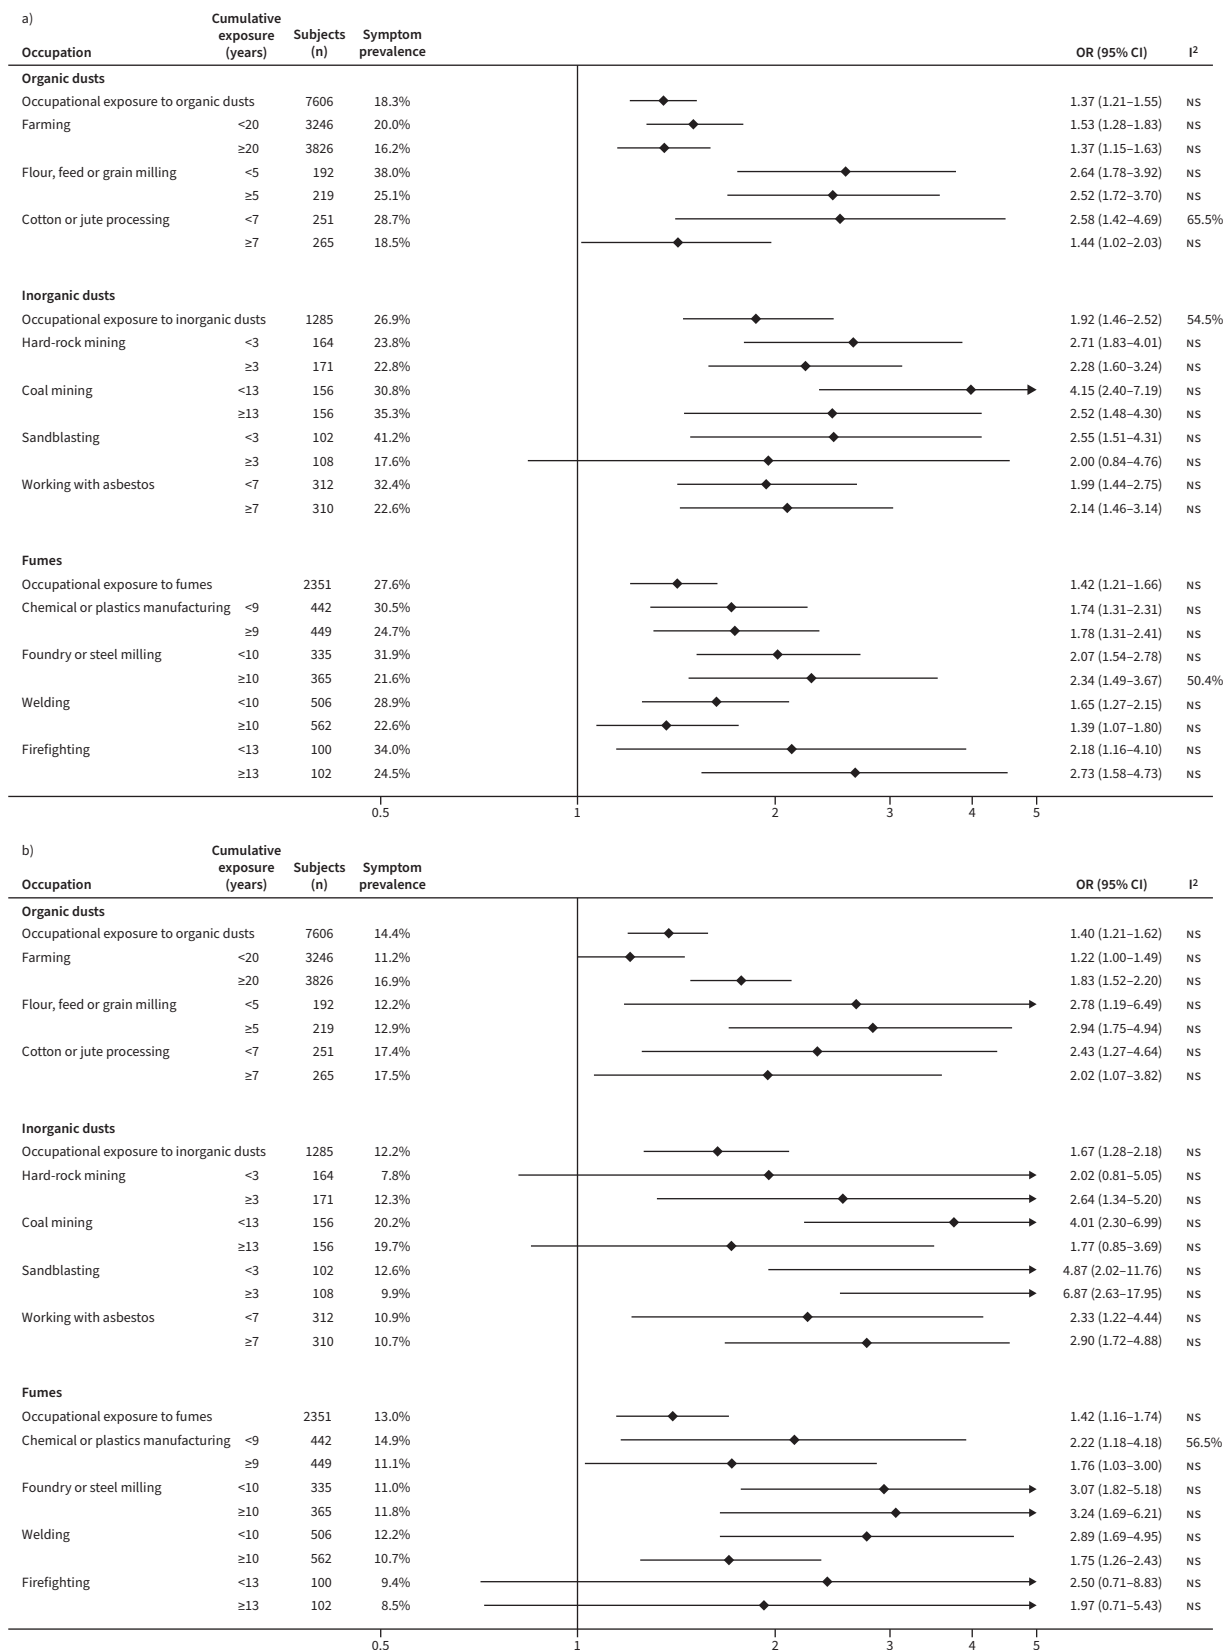 a)
Occupation Cumulative exposure (years) Subjects (n) Symptom prevalence OR (95% CI) I²
Organic dusts
Occupational exposure to organic dusts 7606 18.3% 1.37 (1.21–1.55) NS
Farming <20 3246 20.0% 1.53 (1.28–1.83) NS
≥20 3826 16.2% 1.37 (1.15–1.63) NS
Flour, feed or grain milling <5 192 38.0% 2.64 (1.78–3.92) NS
≥5 219 25.1% 2.52 (1.72–3.70) NS
Cotton or jute processing <7 251 28.7% 2.58 (1.42–4.69) 65.5%
≥7 265 18.5% 1.44 (1.02–2.03) NS
Inorganic dusts
Occupational exposure to inorganic dusts 1285 26.9% 1.92 (1.46–2.52) 54.5%
Hard-rock mining <3 164 23.8% 2.71 (1.83–4.01) NS
≥3 171 22.8% 2.28 (1.60–3.24) NS
Coal mining <13 156 30.8% 4.15 (2.40–7.19) NS
≥13 156 35.3% 2.52 (1.48–4.30) NS
Sandblasting <3 102 41.2% 2.55 (1.51–4.31) NS
≥3 108 17.6% 2.00 (0.84–4.76) NS
Working with asbestos <7 312 32.4% 1.99 (1.44–2.75) NS
≥7 310 22.6% 2.14 (1.46–3.14) NS
Fumes
Occupational exposure to fumes 2351 27.6% 1.42 (1.21–1.66) NS
Chemical or plastics manufacturing <9 442 30.5% 1.74 (1.31–2.31) NS
≥9 449 24.7% 1.78 (1.31–2.41) NS
Foundry or steel milling <10 335 31.9% 2.07 (1.54–2.78) NS
≥10 365 21.6% 2.34 (1.49–3.67) 50.4%
Welding <10 506 28.9% 1.65 (1.27–2.15) NS
≥10 562 22.6% 1.39 (1.07–1.80) NS
Firefighting <13 100 34.0% 2.18 (1.16–4.10) NS
≥13 102 24.5% 2.73 (1.58–4.73) NS
0.5 1 2 3 4 5
b)
Occupation Cumulative exposure (years) Subjects (n) Symptom prevalence OR (95% CI) I²
Organic dusts
Occupational exposure to organic dusts 7606 14.4% 1.40 (1.21–1.62) NS
Farming <20 3246 11.2% 1.22 (1.00–1.49) NS
≥20 3826 16.9% 1.83 (1.52–2.20) NS
Flour, feed or grain milling <5 192 12.2% 2.78 (1.19–6.49) NS
≥5 219 12.9% 2.94 (1.75–4.94) NS
Cotton or jute processing <7 251 17.4% 2.43 (1.27–4.64) NS
≥7 265 17.5% 2.02 (1.07–3.82) NS
Inorganic dusts
Occupational exposure to inorganic dusts 1285 12.2% 1.67 (1.28–2.18) NS
Hard-rock mining <3 164 7.8% 2.02 (0.81–5.05) NS
≥3 171 12.3% 2.64 (1.34–5.20) NS
Coal mining <13 156 20.2% 4.01 (2.30–6.99) NS
≥13 156 19.7% 1.77 (0.85–3.69) NS
Sandblasting <3 102 12.6% 4.87 (2.02–11.76) NS
≥3 108 9.9% 6.87 (2.63–17.95) NS
Working with asbestos <7 312 10.9% 2.33 (1.22–4.44) NS
≥7 310 10.7% 2.90 (1.72–4.88) NS
Fumes
Occupational exposure to fumes 2351 13.0% 1.42 (1.16–1.74) NS
Chemical or plastics manufacturing <9 442 14.9% 2.22 (1.18–4.18) 56.5%
≥9 449 11.1% 1.76 (1.03–3.00) NS
Foundry or steel milling <10 335 11.0% 3.07 (1.82–5.18) NS
≥10 365 11.8% 3.24 (1.69–6.21) NS
Welding <10 506 12.2% 2.89 (1.69–4.95) NS
≥10 562 10.7% 1.75 (1.26–2.43) NS
Firefighting <13 100 9.4% 2.50 (0.71–8.83) NS
≥13 102 8.5% 1.97 (0.71–5.43) NS
0.5 1 2 3 4 5